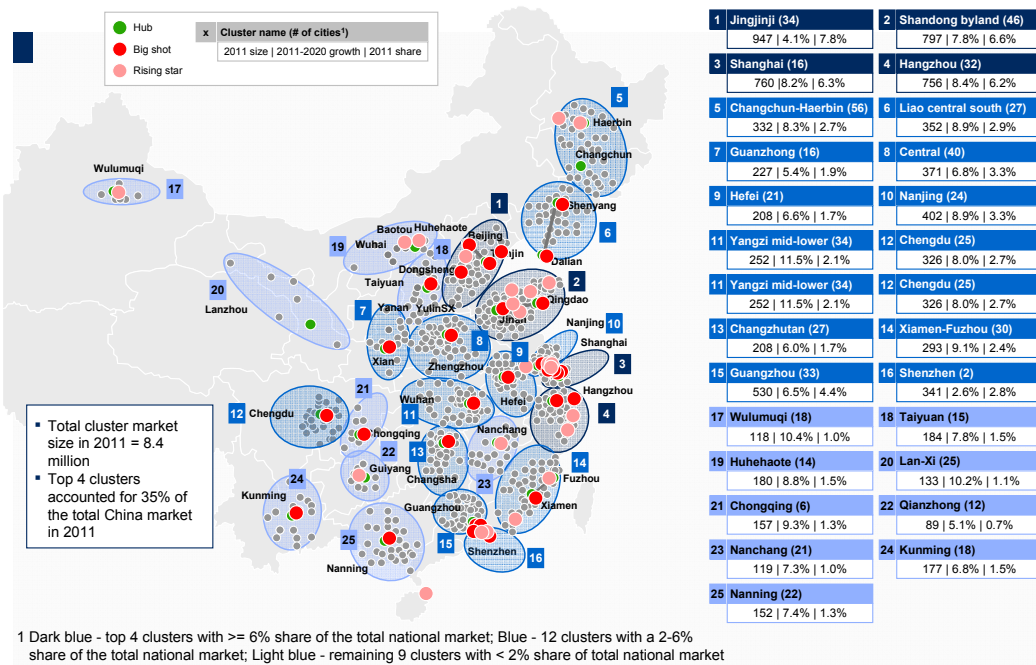 Hub
Big shot
Rising star
x Cluster name (# of cities¹)
2011 size | 2011-2020 growth | 2011 share
1 Jingjinji (34)
947 | 4.1% | 7.8%
2 Shandong byland (46)
797 | 7.8% | 6.6%
3 Shanghai (16)
760 |8.2% | 6.3%
4 Hangzhou (32)
756 | 8.4% | 6.2%
5 Changchun-Haerbin (56)
332 | 8.3% | 2.7%
6 Liao central south (27)
352 | 8.9% | 2.9%
7 Guanzhong (16)
227 | 5.4% | 1.9%
8 Central (40)
371 | 6.8% | 3.3%
9 Hefei (21)
208 | 6.6% | 1.7%
10 Nanjing (24)
402 | 8.9% | 3.3%
11 Yangzi mid-lower (34)
252 | 11.5% | 2.1%
12 Chengdu (25)
326 | 8.0% | 2.7%
11 Yangzi mid-lower (34)
252 | 11.5% | 2.1%
12 Chengdu (25)
326 | 8.0% | 2.7%
13 Changzhutan (27)
208 | 6.0% | 1.7%
14 Xiamen-Fuzhou (30)
293 | 9.1% | 2.4%
15 Guangzhou (33)
530 | 6.5% | 4.4%
16 Shenzhen (2)
341 | 2.6% | 2.8%
17 Wulumuqi (18)
118 | 10.4% | 1.0%
18 Taiyuan (15)
184 | 7.8% | 1.5%
19 Huhehaote (14)
180 | 8.8% | 1.5%
20 Lan-Xi (25)
133 | 10.2% | 1.1%
21 Chongqing (6)
157 | 9.3% | 1.3%
22 Qianzhong (12)
89 | 5.1% | 0.7%
23 Nanchang (21)
119 | 7.3% | 1.0%
24 Kunming (18)
177 | 6.8% | 1.5%
25 Nanning (22)
152 | 7.4% | 1.3%
5
Haerbin
Changchun
Wulumuqi
17
Shenyang
1
Huhehaote
Baotou
Beijing
6
19
Wuhai
18
Dalian
Dongsheng
2
Taiyuan
20
Qingdao
Lanzhou
7
Yanan
YulinSX
Jinan
Nanjing
10
Shanghai
8
9
3
Xian
Zhengzhou
21
Hangzhou
Wuhan
Hefei
12
Chengdu
11
4
Chongqing
Nanchang
22
13
14
Guiyang
Changsha
23
Fuzhou
24
Kunming
Guangzhou
Xiamen
25
15
Shenzhen
16
Nanning
▪ Total cluster market
size in 2011 = 8.4
million
▪ Top 4 clusters
accounted for 35% of
the total China market
in 2011
1 Dark blue - top 4 clusters with >= 6% share of the total national market; Blue - 12 clusters with a 2-6%
share of the total national market; Light blue - remaining 9 clusters with < 2% share of total national market